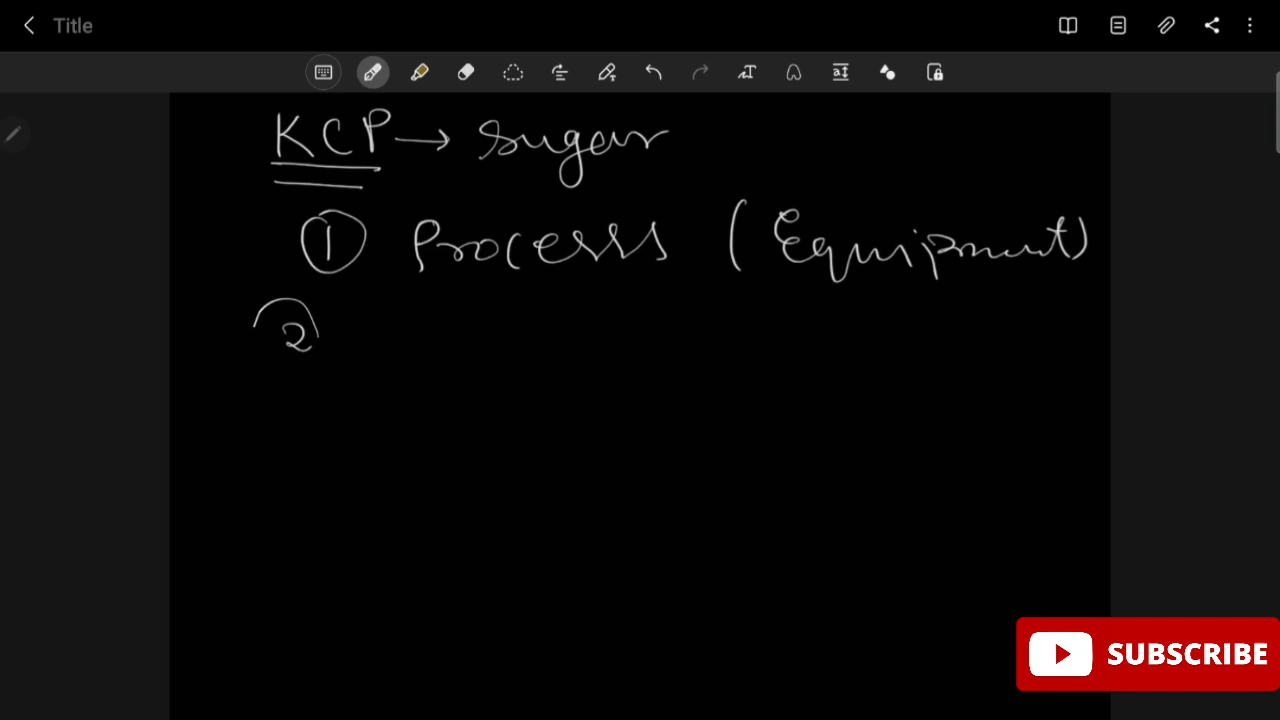 Title
KCP → Sugar
① Process (Equipment)
2
SUBSCRIBE